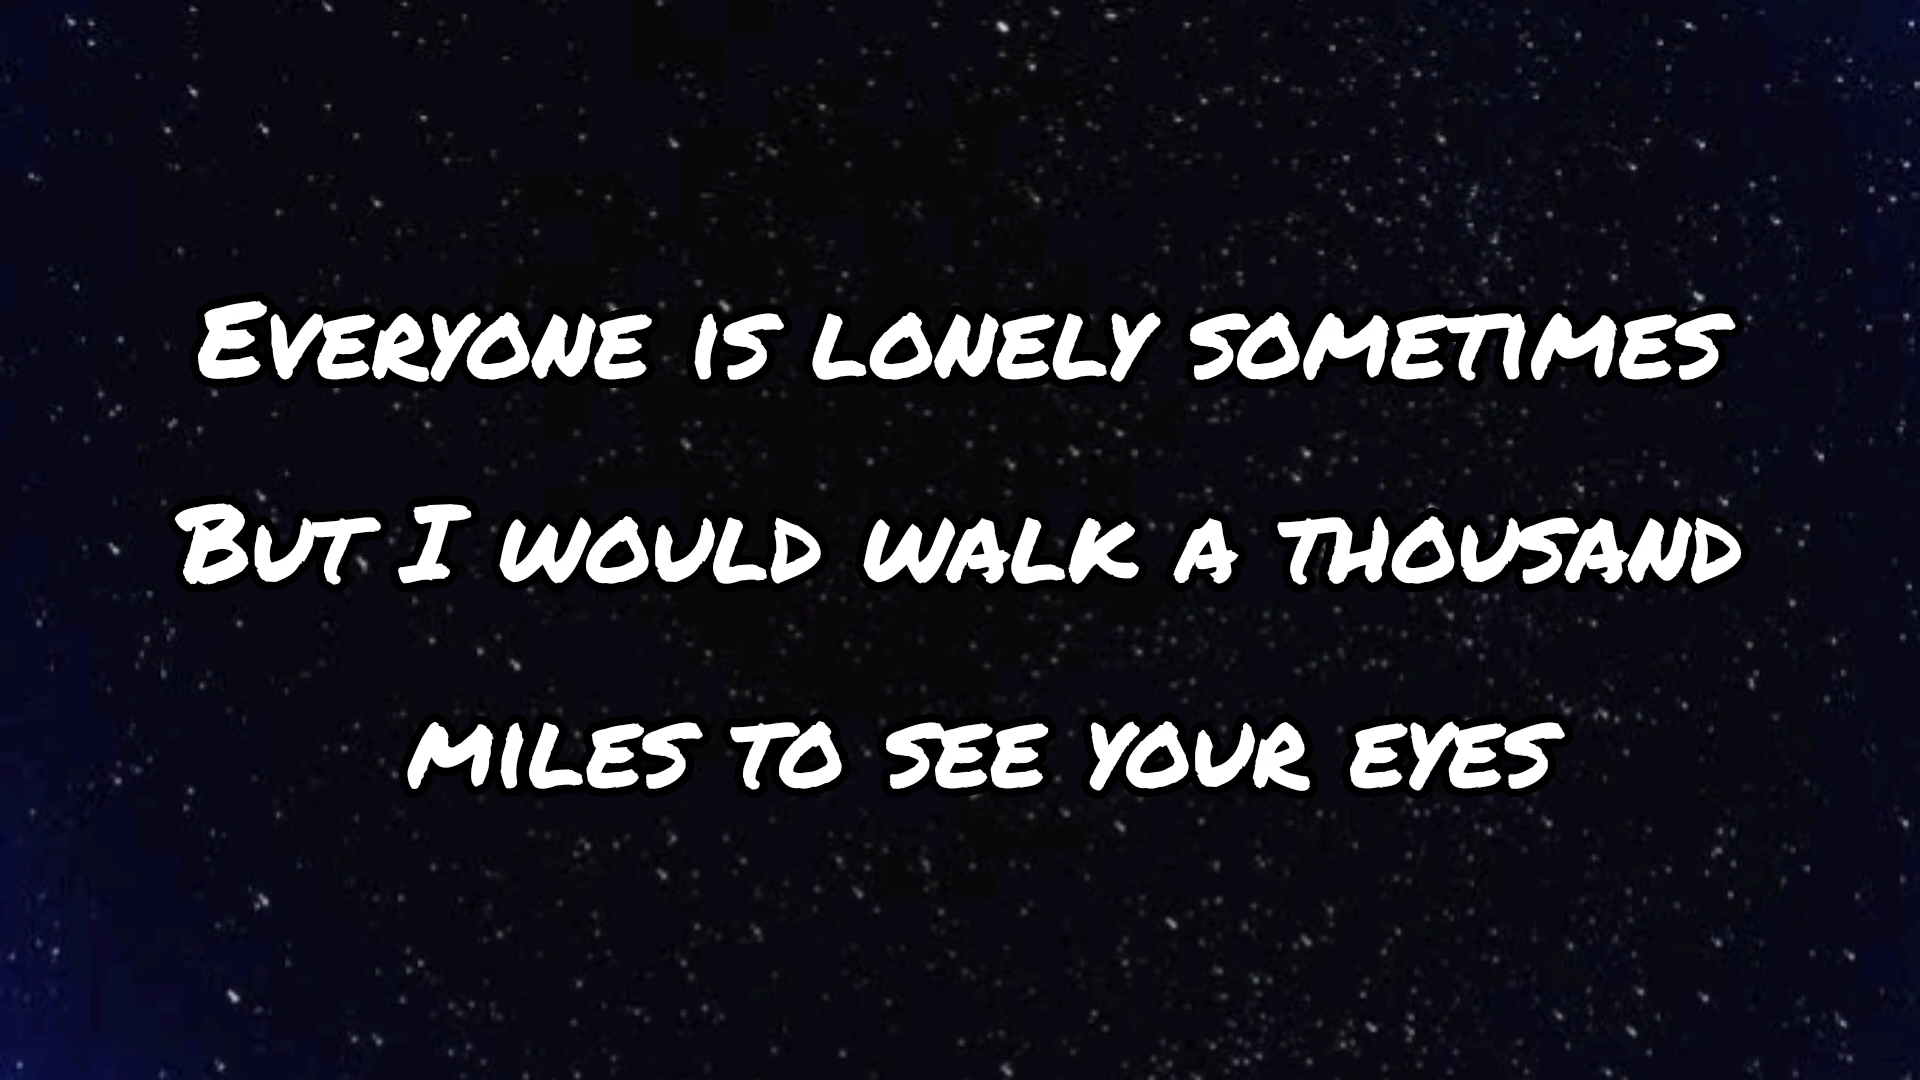 Everyone is lonely sometimes
But I would walk a thousand
miles to see your eyes